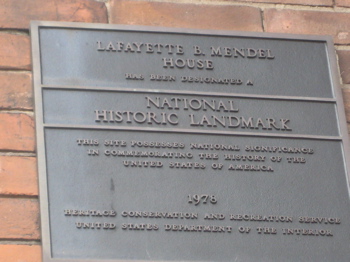 LAFAYETTE B. MENDEL
HOUSE
HAS BEEN DESIGNATED A
NATIONAL
HISTORIC LANDMARK
THIS SITE POSSESSES NATIONAL SIGNIFICANCE
IN COMMEMORATING THE HISTORY OF THE
UNITED STATES OF AMERICA
1976
HERITAGE CONSERVATION AND RECREATION SERVICE
UNITED STATES DEPARTMENT OF THE INTERIOR